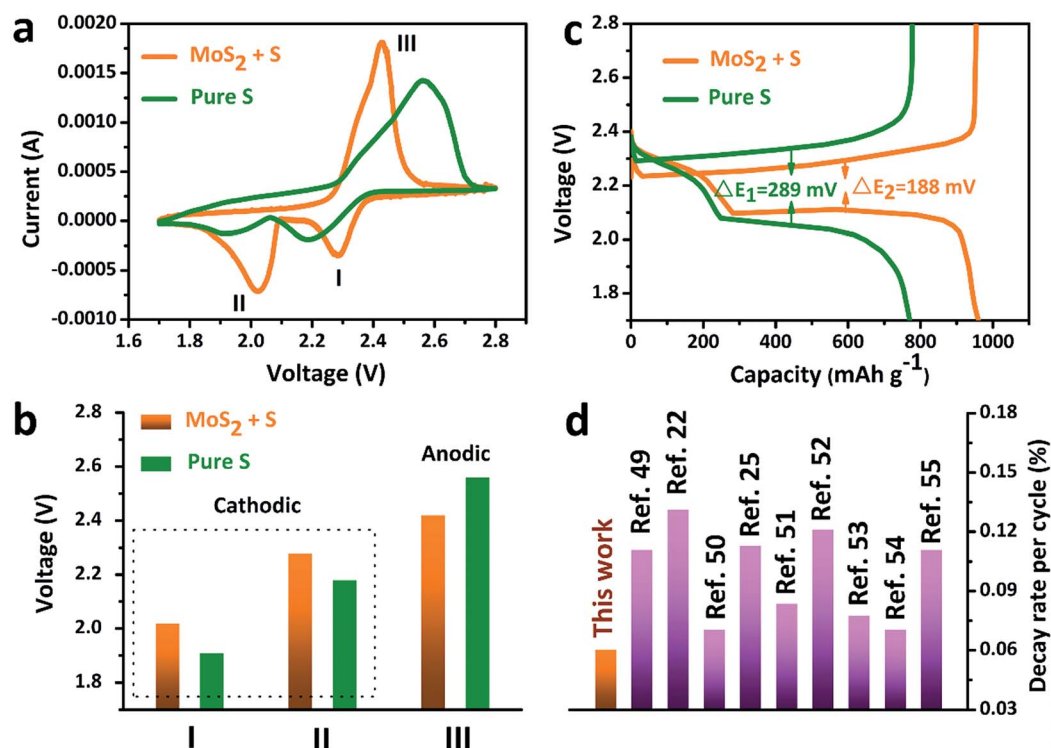 a
MoS2 + S
Pure S
III
II
I
0.0020
0.0015
0.0010
0.0005
0.0000
-0.0005
-0.0010
Current (A)
1.6 1.8 2.0 2.2 2.4 2.6 2.8
Voltage (V)
c
MoS2 + S
Pure S
△E1=289 mV
△E2=188 mV
2.8
2.6
2.4
2.2
2.0
1.8
Voltage (V)
0 200 400 600 800 1000
Capacity (mAh g-1)
b
MoS2 + S
Pure S
Cathodic
Anodic
2.8
2.6
2.4
2.2
2.0
1.8
Voltage (V)
I II III
d
This work
Ref. 49
Ref. 22
Ref. 50
Ref. 25
Ref. 51
Ref. 52
Ref. 53
Ref. 54
Ref. 55
0.18
0.15
0.12
0.09
0.06
0.03
Decay rate per cycle (%)